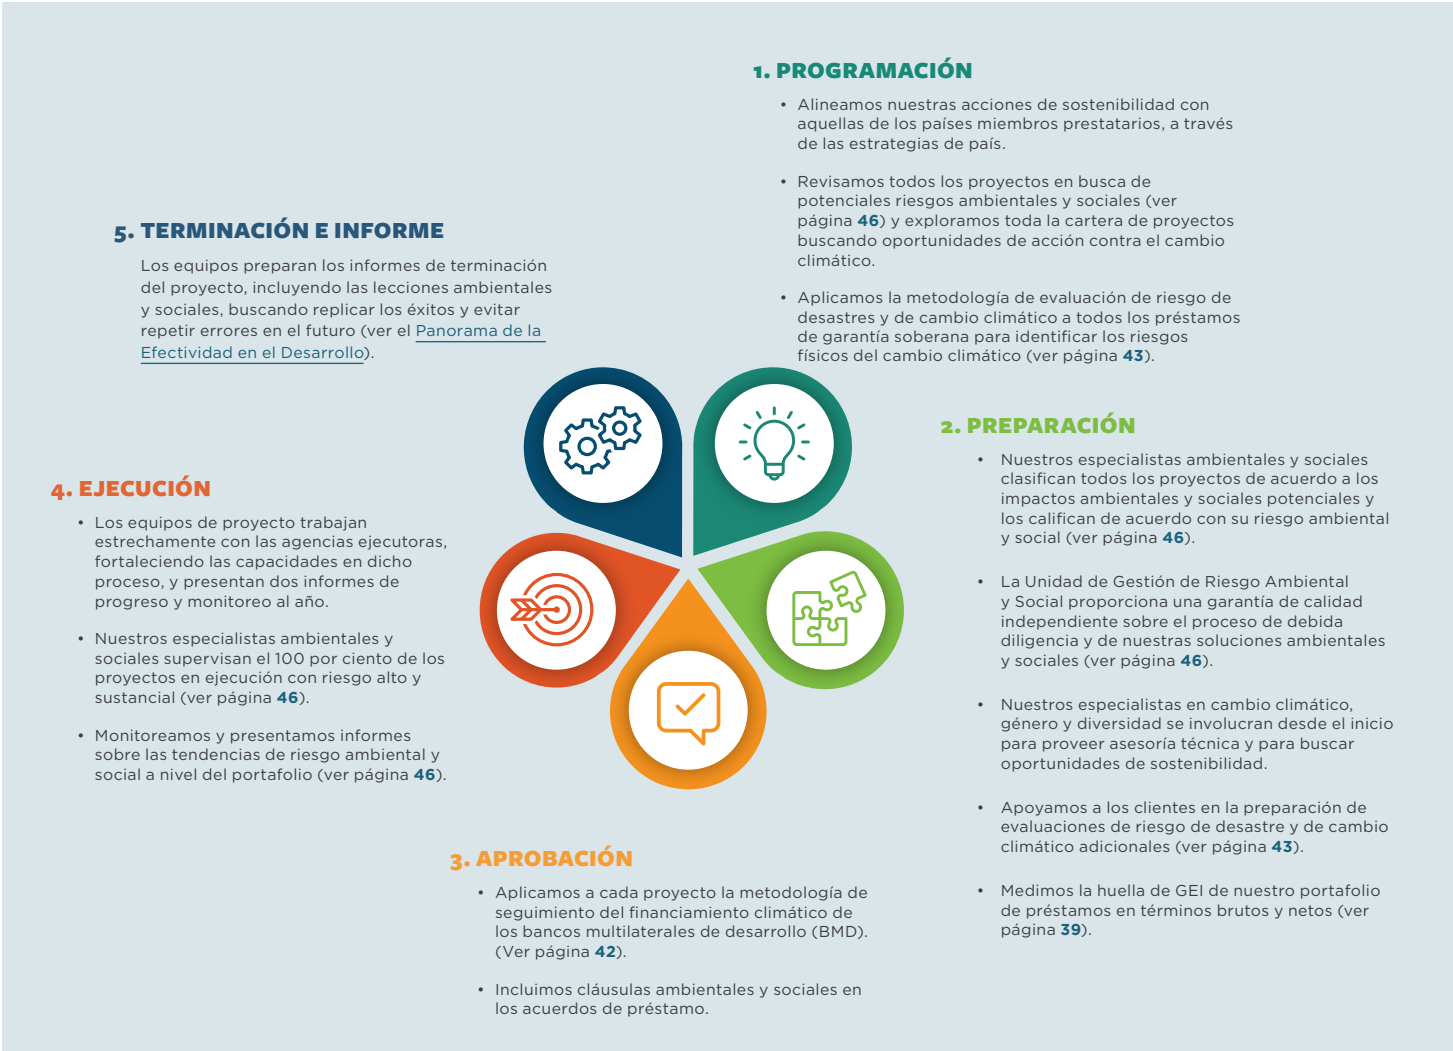 1. PROGRAMACIÓN
• Alineamos nuestras acciones de sostenibilidad con
aquellas de los países miembros prestatarios, a través
de las estrategias de país.
• Revisamos todos los proyectos en busca de
potenciales riesgos ambientales y sociales (ver
página 46) y exploramos toda la cartera de proyectos
buscando oportunidades de acción contra el cambio
climático.
• Aplicamos la metodología de evaluación de riesgo de
desastres y de cambio climático a todos los préstamos
de garantía soberana para identificar los riesgos
físicos del cambio climático (ver página 43).
2. PREPARACIÓN
• Nuestros especialistas ambientales y sociales
clasifican todos los proyectos de acuerdo a los
impactos ambientales y sociales potenciales y
los califican de acuerdo con su riesgo ambiental
y social (ver página 46).
• La Unidad de Gestión de Riesgo Ambiental
y Social proporciona una garantía de calidad
independiente sobre el proceso de debida
diligencia y de nuestras soluciones ambientales
y sociales (ver página 46).
• Nuestros especialistas en cambio climático,
género y diversidad se involucran desde el inicio
para proveer asesoría técnica y para buscar
oportunidades de sostenibilidad.
• Apoyamos a los clientes en la preparación de
evaluaciones de riesgo de desastre y de cambio
climático adicionales (ver página 43).
• Medimos la huella de GEI de nuestro portafolio
de préstamos en términos brutos y netos (ver
página 39).
3. APROBACIÓN
• Aplicamos a cada proyecto la metodología de
seguimiento del financiamiento climático de
los bancos multilaterales de desarrollo (BMD).
(Ver página 42).
• Incluimos cláusulas ambientales y sociales en
los acuerdos de préstamo.
4. EJECUCIÓN
• Los equipos de proyecto trabajan
estrechamente con las agencias ejecutoras,
fortaleciendo las capacidades en dicho
proceso, y presentan dos informes de
progreso y monitoreo al año.
• Nuestros especialistas ambientales y
sociales supervisan el 100 por ciento de los
proyectos en ejecución con riesgo alto y
sustancial (ver página 46).
• Monitoreamos y presentamos informes
sobre las tendencias de riesgo ambiental y
social a nivel del portafolio (ver página 46).
5. TERMINACIÓN E INFORME
Los equipos preparan los informes de terminación
del proyecto, incluyendo las lecciones ambientales
y sociales, buscando replicar los éxitos y evitar
repetir errores en el futuro (ver el Panorama de la
Efectividad en el Desarrollo).